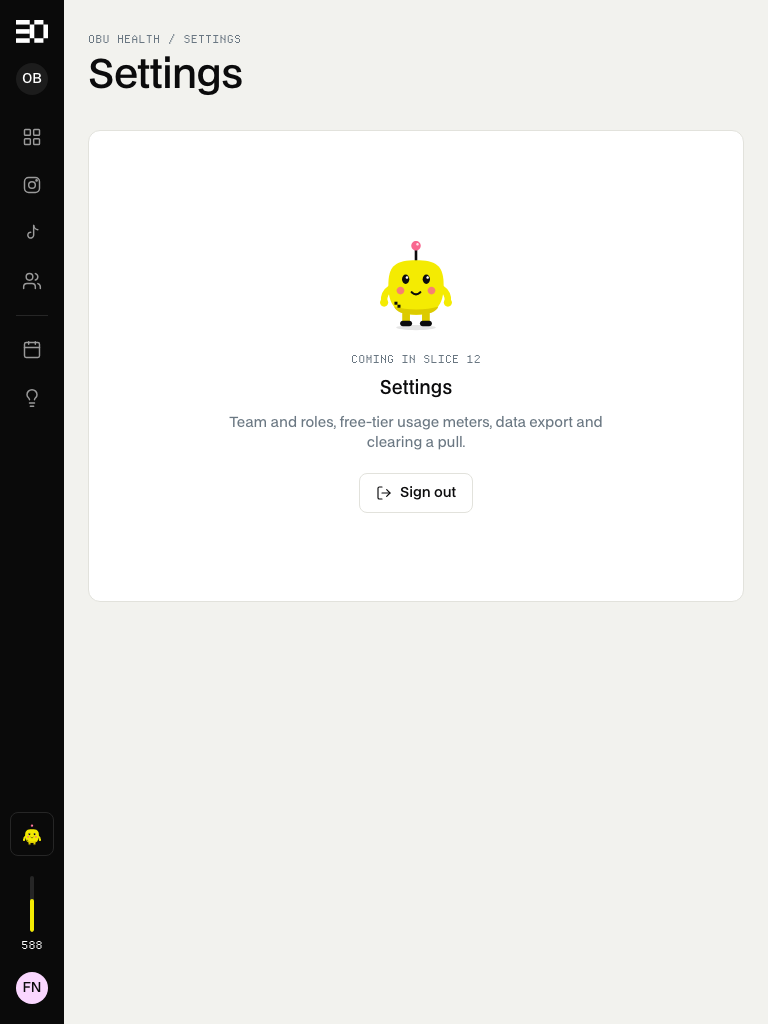 OB
588
FN
OBU HEALTH / SETTINGS
Settings
COMING IN SLICE 12
Settings
Team and roles, free-tier usage meters, data export and
clearing a pull.
Sign out